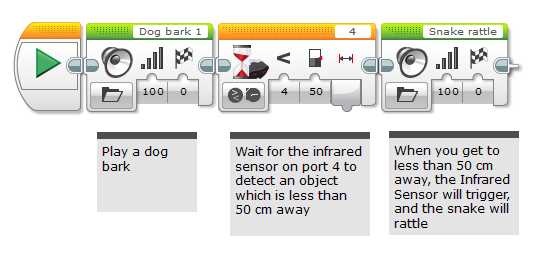 Dog bark 1
4
Snake rattle
100 0
< 4 50
100 0
Play a dog
bark
Wait for the infrared
sensor on port 4 to
detect an object
which is less than
50 cm away
When you get to
less than 50 cm
away, the Infrared
Sensor will trigger,
and the snake will
rattle